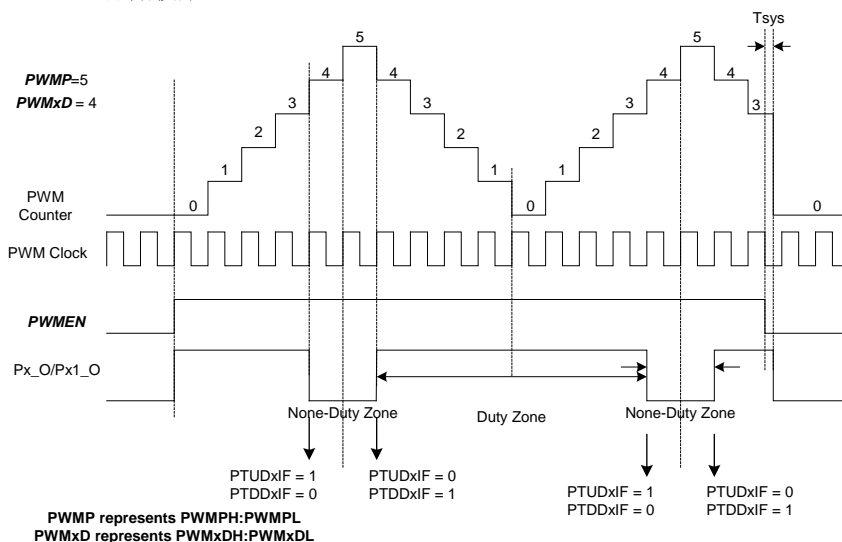 Tsys
5
5
PWMP=5
4
4
4
4
PWMxD = 4
3
3
3
3
2
2
2
1
1
1
PWM
Counter
0
0
0
PWM Clock
PWMEN
Px_O/Px1_O
None-Duty Zone
Duty Zone
None-Duty Zone
PTUDxIF = 1
PTDDxIF = 0
PTUDxIF = 0
PTDDxIF = 1
PTUDxIF = 1
PTDDxIF = 0
PTUDxIF = 0
PTDDxIF = 1
PWMP represents PWMPH:PWMPL
PWMxD represents PWMxDH:PWMxDL